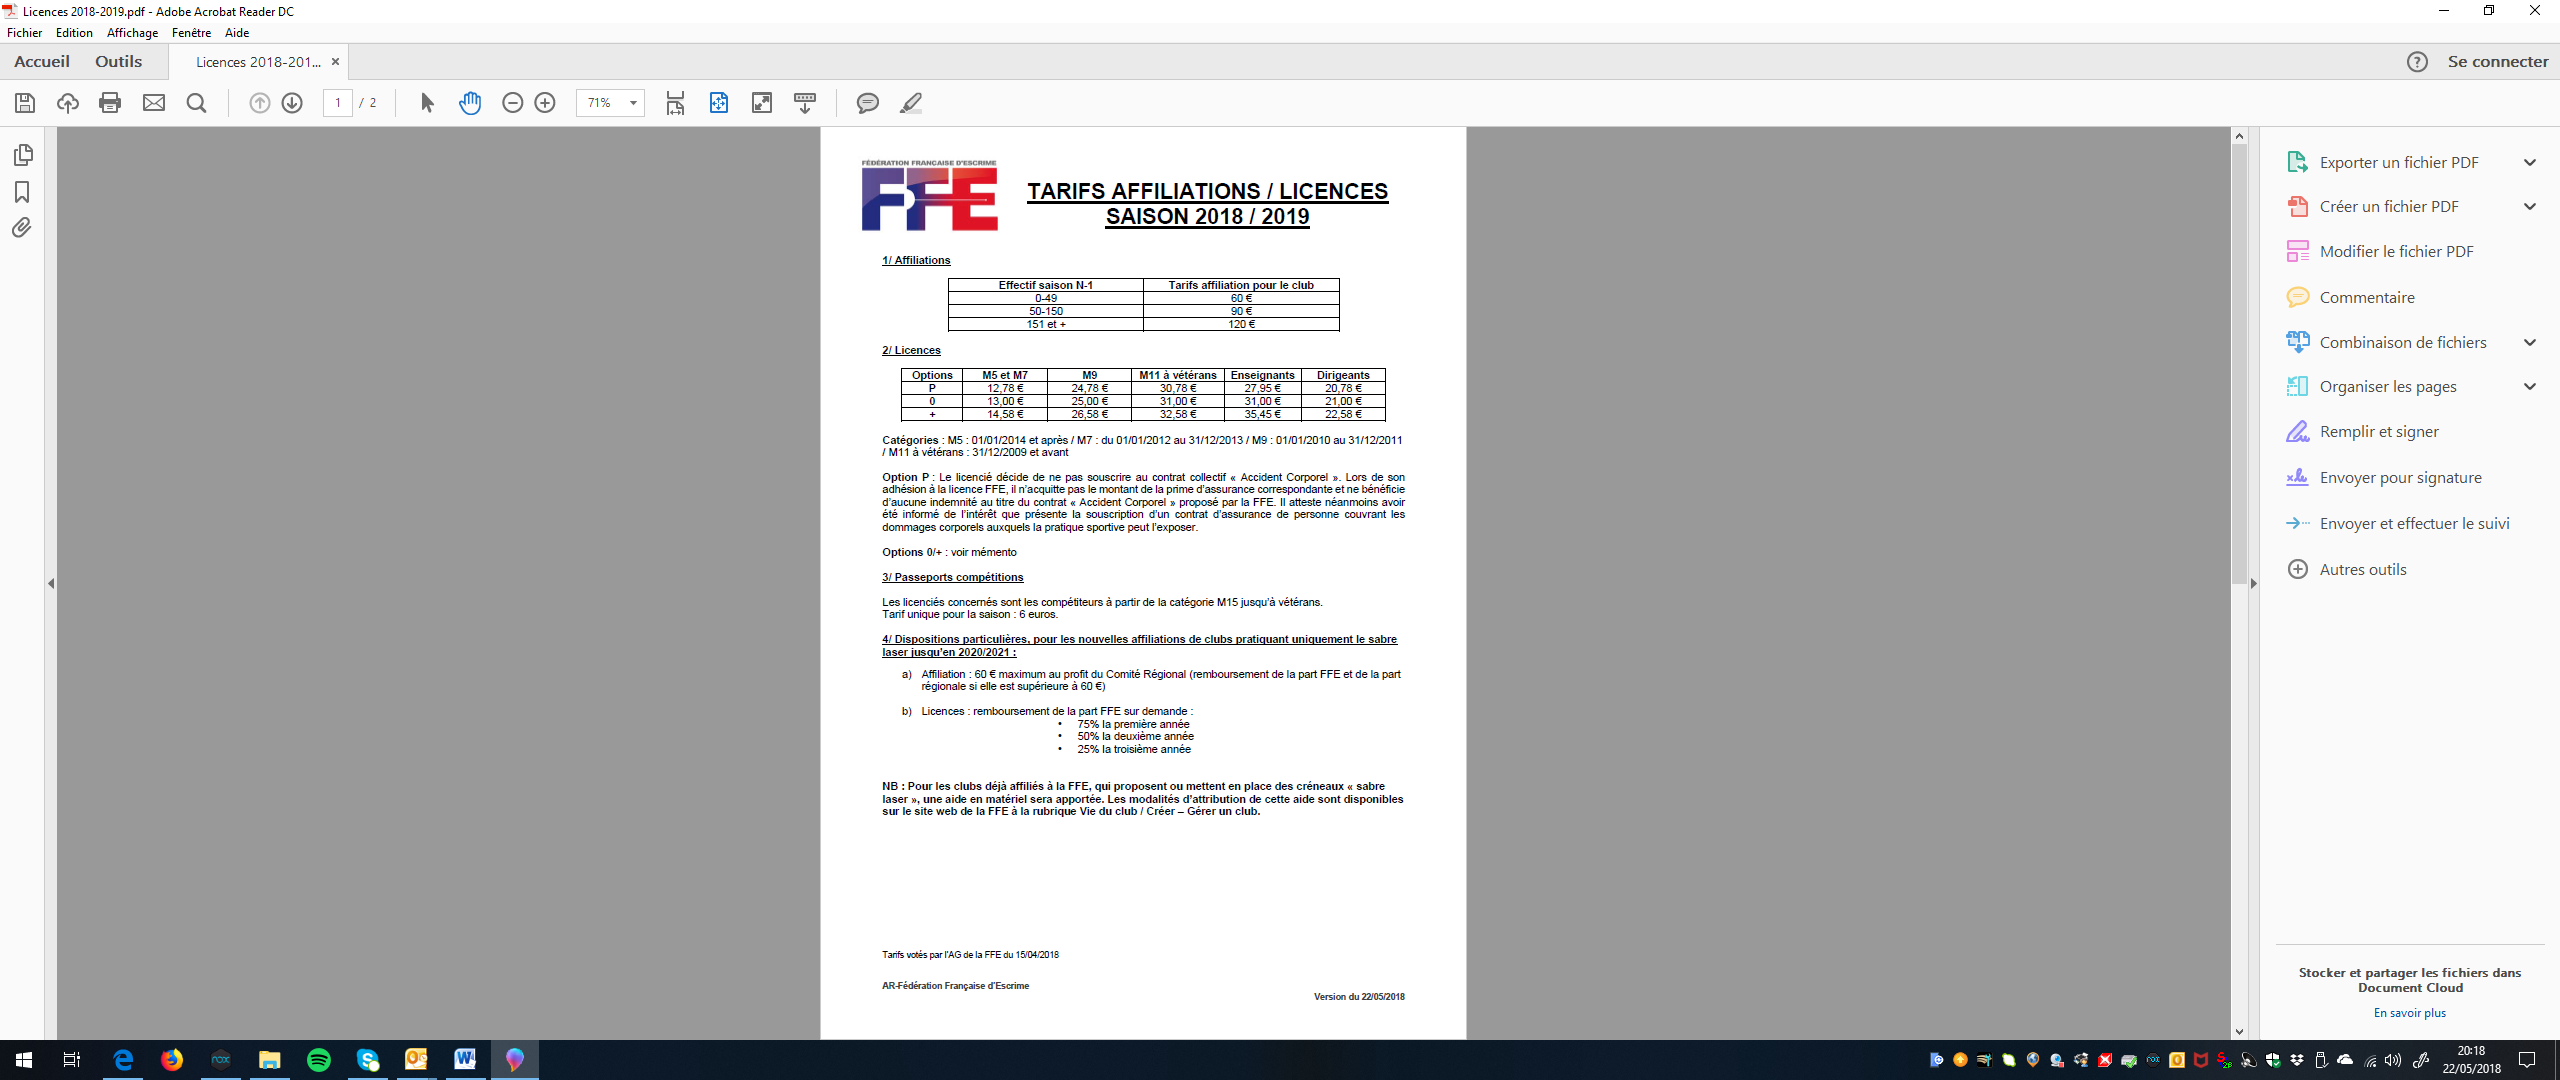 Licences 2018-2019.pdf - Adobe Acrobat Reader DC
Fichier Edition Affichage Fenêtre Aide
Accueil Outils Licences 2018-201... × ? Se connecter
1 / 2 71%
FÉDÉRATION FRANÇAISE D'ESCRIME
FFE
TARIFS AFFILIATIONS / LICENCES
SAISON 2018 / 2019
1/ Affiliations
Effectif saison N-1 Tarifs affiliation pour le club
0-49 60 €
50-150 90 €
151 et + 120 €
2/ Licences
Options M5 et M7 M9 M11 à vétérans Enseignants Dirigeants
P 12,78 € 24,78 € 30,78 € 27,95 € 20,78 €
0 13,00 € 25,00 € 31,00 € 31,00 € 21,00 €
+ 14,58 € 26,58 € 32,58 € 35,45 € 22,58 €
Catégories : M5 : 01/01/2014 et après / M7 : du 01/01/2012 au 31/12/2013 / M9 : 01/01/2010 au 31/12/2011
/ M11 à vétérans : 31/12/2009 et avant
Option P : Le licencié décide de ne pas souscrire au contrat collectif « Accident Corporel ». Lors de son
adhésion à la licence FFE, il n'acquitte pas le montant de la prime d'assurance correspondante et ne bénéficie
d'aucune indemnité au titre du contrat « Accident Corporel » proposé par la FFE. Il atteste néanmoins avoir
été informé de l'intérêt que présente la souscription d'un contrat d'assurance de personne couvrant les
dommages corporels auxquels la pratique sportive peut l'exposer.
Options 0/+ : voir mémento
3/ Passeports compétitions
Les licenciés concernés sont les compétiteurs à partir de la catégorie M15 jusqu'à vétérans.
Tarif unique pour la saison : 6 euros.
4/ Dispositions particulières, pour les nouvelles affiliations de clubs pratiquant uniquement le sabre
laser jusqu'en 2020/2021 :
a) Affiliation : 60 € maximum au profit du Comité Régional (remboursement de la part FFE et de la part
régionale si elle est supérieure à 60 €)
b) Licences : remboursement de la part FFE sur demande :
• 75% la première année
• 50% la deuxième année
• 25% la troisième année
NB : Pour les clubs déjà affiliés à la FFE, qui proposent ou mettent en place des créneaux « sabre
laser », une aide en matériel sera apportée. Les modalités d'attribution de cette aide sont disponibles
sur le site web de la FFE à la rubrique Vie du club / Créer – Gérer un club.
Tarifs votés par l'AG de la FFE du 15/04/2018
AR-Fédération Française d'Escrime
Version du 22/05/2018
Exporter un fichier PDF
Créer un fichier PDF
Modifier le fichier PDF
Commentaire
Combinaison de fichiers
Organiser les pages
Remplir et signer
Envoyer pour signature
Envoyer et effectuer le suivi
Autres outils
Stocker et partager les fichiers dans
Document Cloud
En savoir plus
20:18
22/05/2018